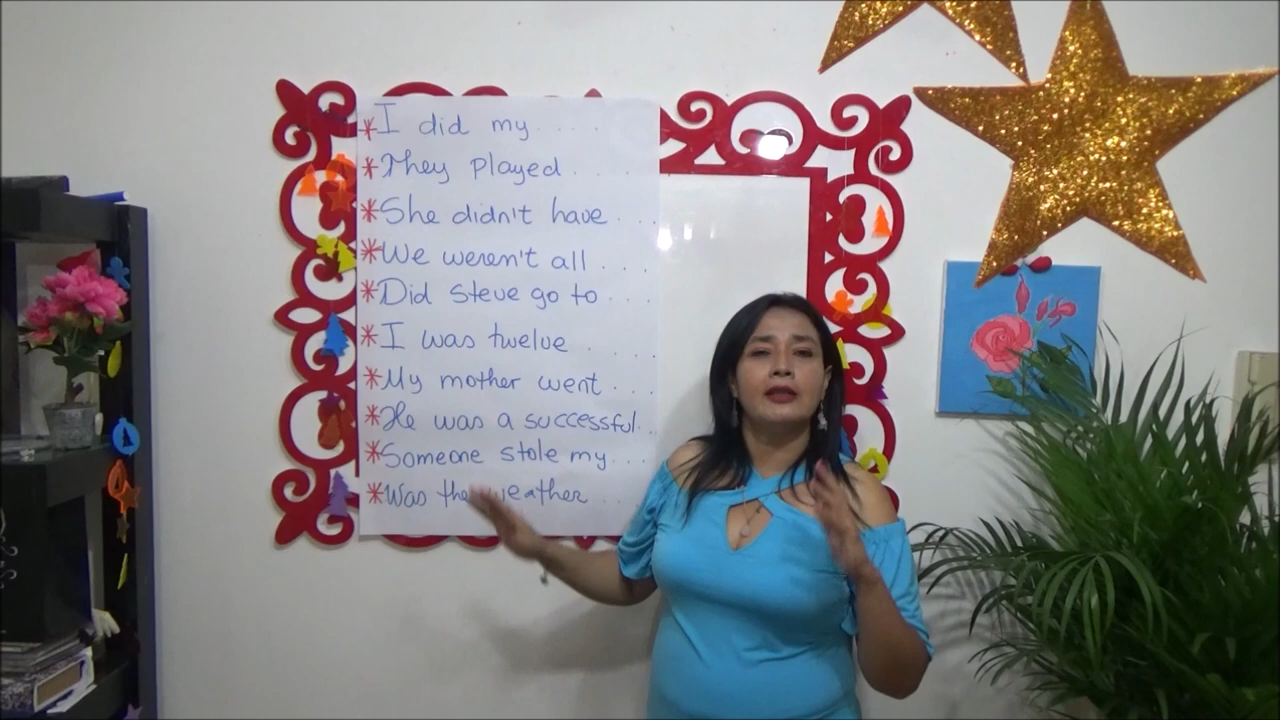 *I did my . . . .
*They played . . . .
*She didn't have . . .
*We weren't all . . .
*Did Steve go to . . .
*I was twelve . . . .
*My mother went . . .
*He was a successful . .
*Someone stole my . . .
*Was the weather . . .